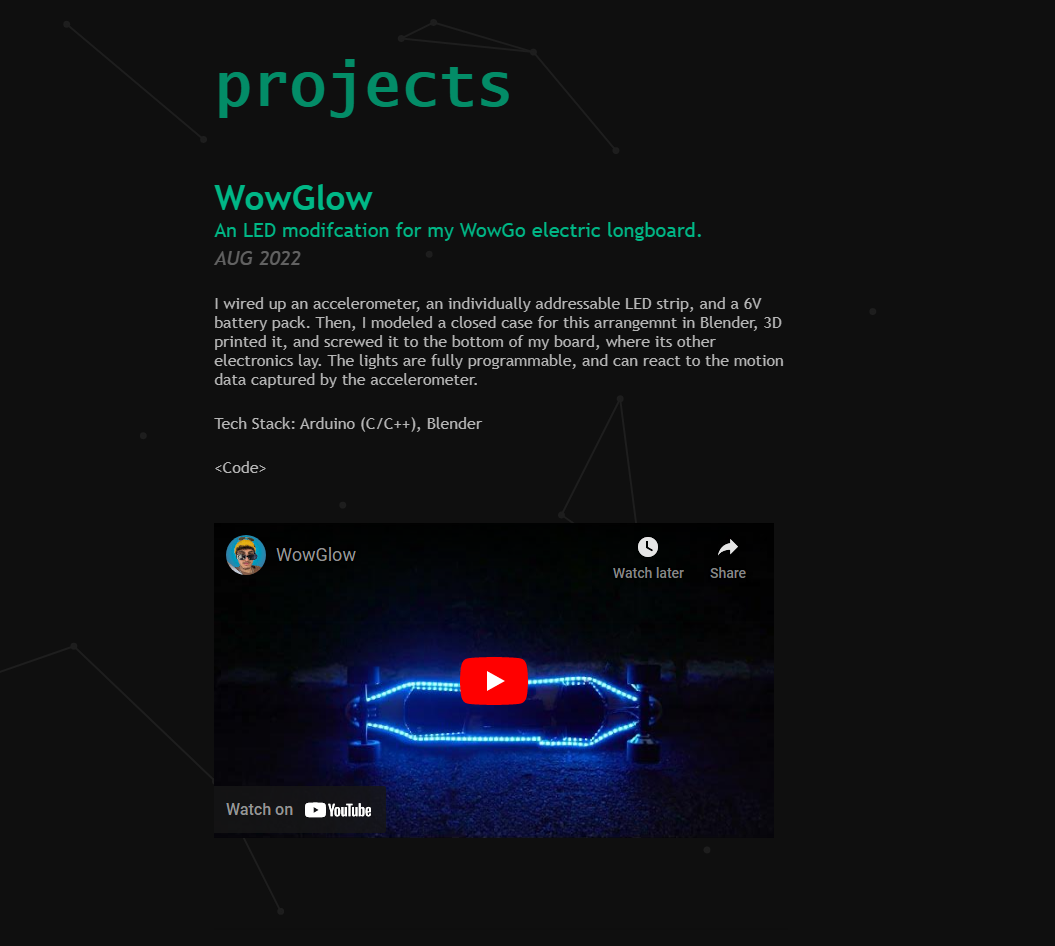 projects
WowGlow
An LED modifcation for my WowGo electric longboard.
AUG 2022
I wired up an accelerometer, an individually addressable LED strip, and a 6V
battery pack. Then, I modeled a closed case for this arrangemnt in Blender, 3D
printed it, and screwed it to the bottom of my board, where its other
electronics lay. The lights are fully programmable, and can react to the motion
data captured by the accelerometer.
Tech Stack: Arduino (C/C++), Blender
<Code>
WowGlow
Watch later
Share
Watch on YouTube